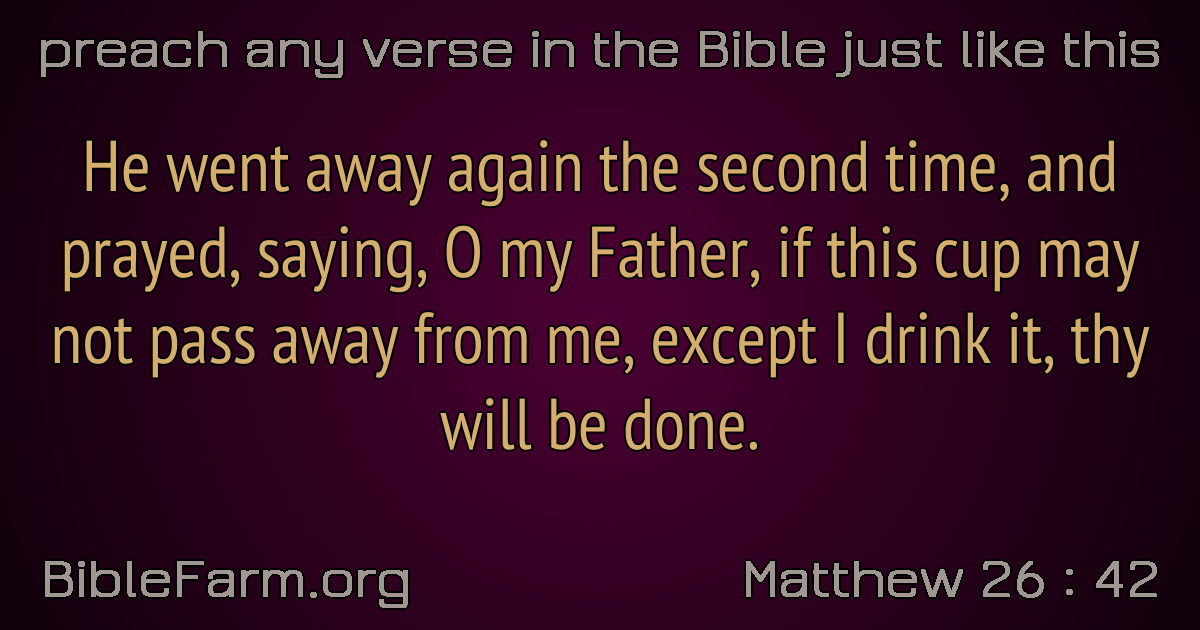 preach any verse in the Bible just like this
He went away again the second time, and
prayed, saying, O my Father, if this cup may
not pass away from me, except I drink it, thy
will be done.
BibleFarm.org
Matthew 26 : 42